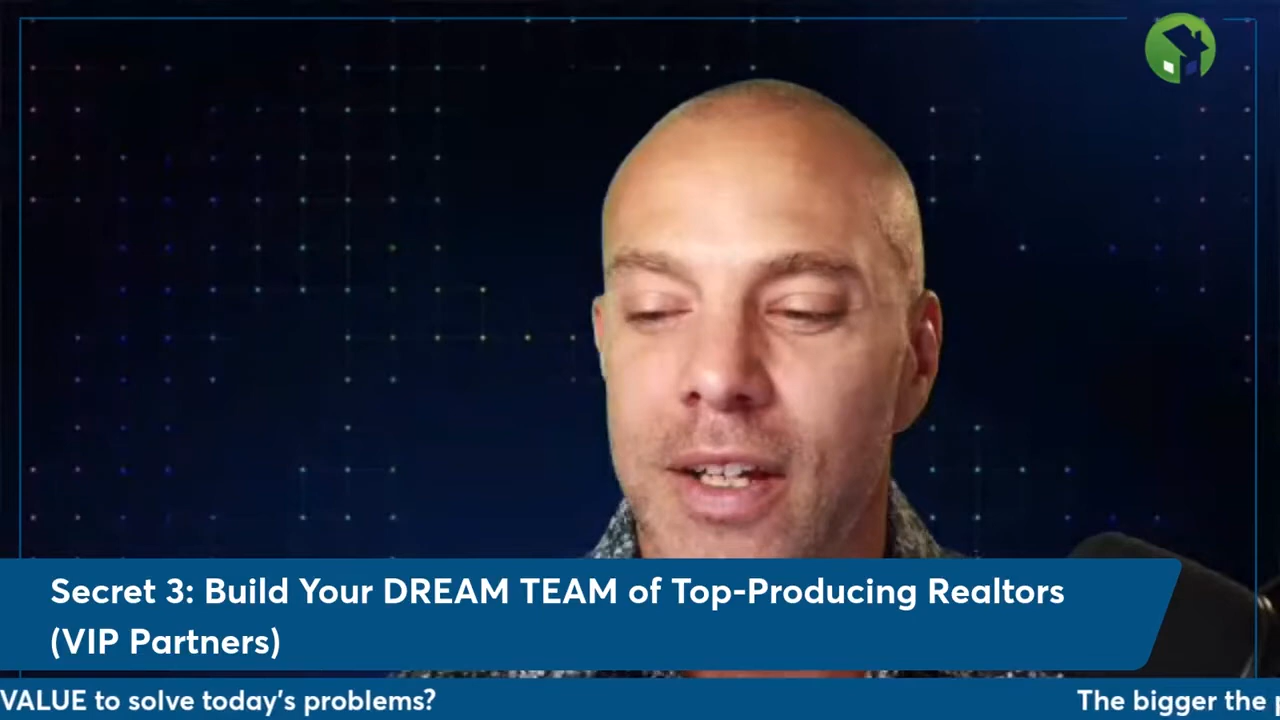 Secret 3: Build Your DREAM TEAM of Top-Producing Realtors
(VIP Partners)
VALUE to solve today's problems? The bigger the